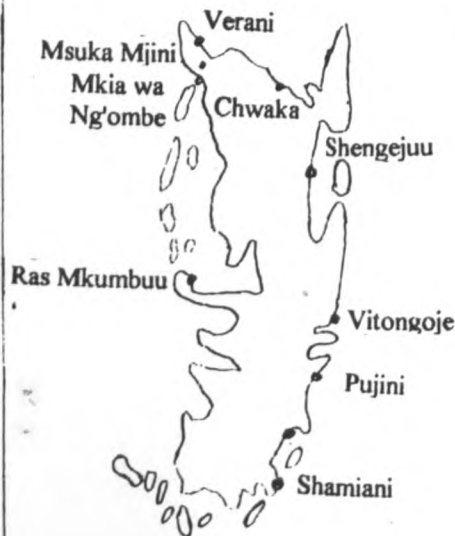 Verani
Msuka Mjini
Mkia wa
Ng'ombe
Chwaka
Shengejuu
Ras Mkumbuu
Vitongoje
Pujini
Shamiani